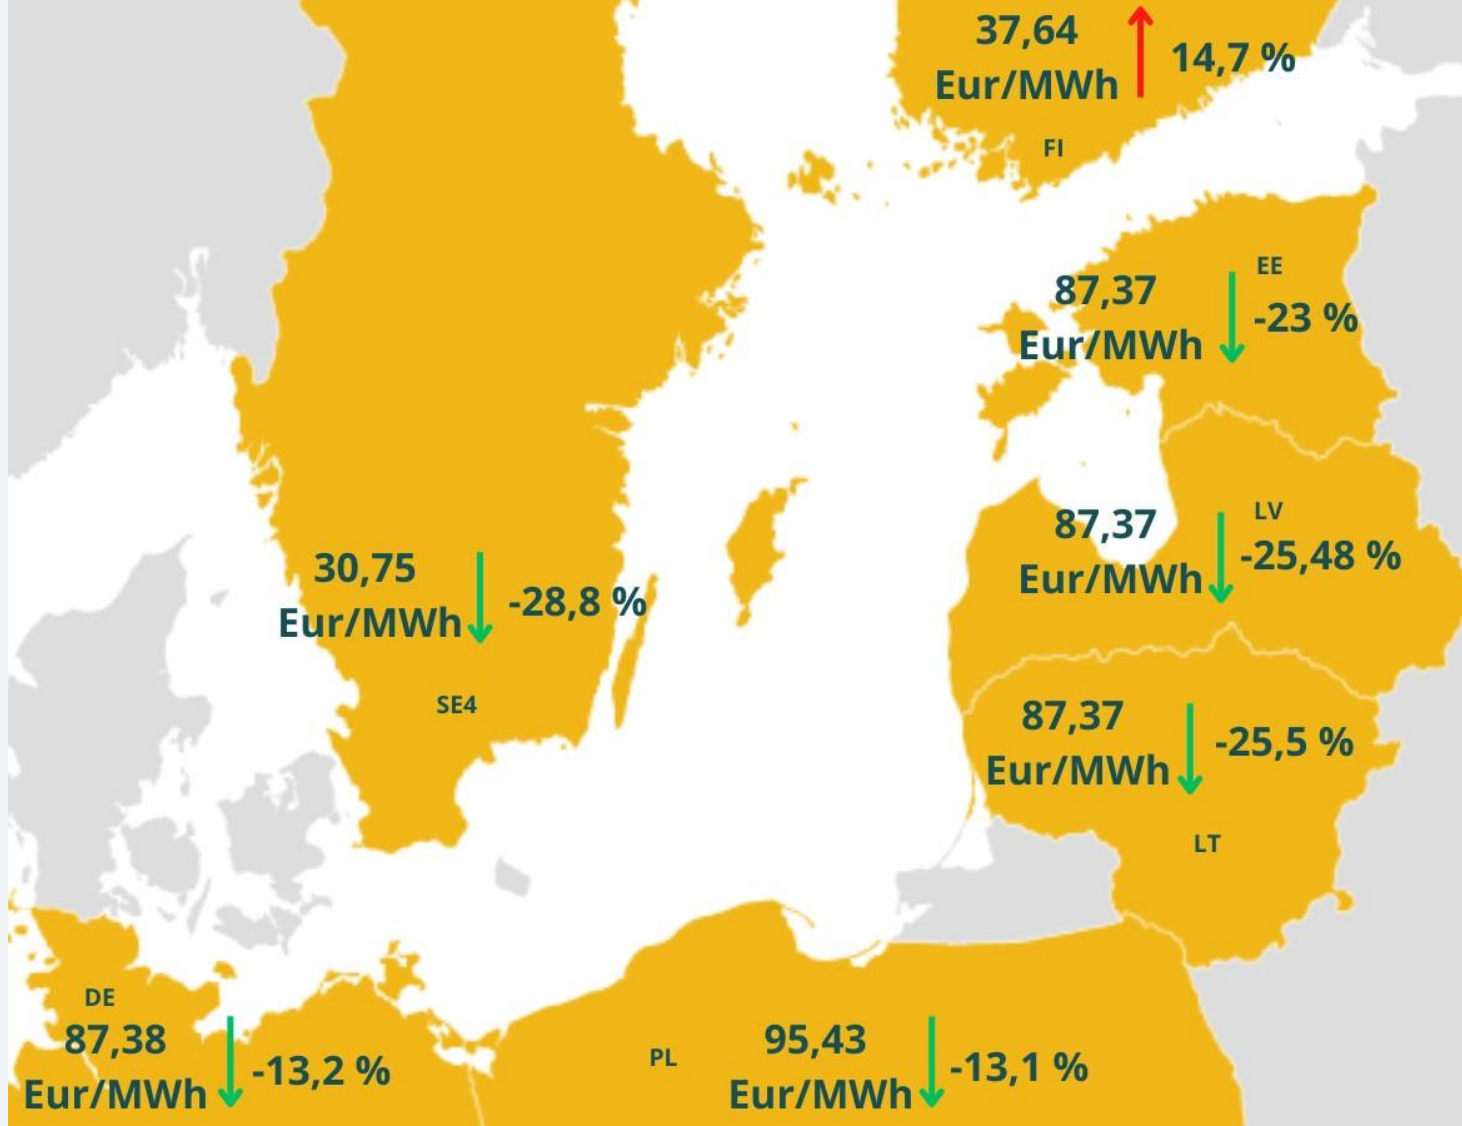 37,64
Eur/MWh
14,7 %
FI
EE
87,37
Eur/MWh
-23 %
LV
87,37
Eur/MWh
-25,48 %
30,75
Eur/MWh
-28,8 %
SE4
87,37
Eur/MWh
-25,5 %
LT
DE
87,38
Eur/MWh
-13,2 %
PL
95,43
Eur/MWh
-13,1 %